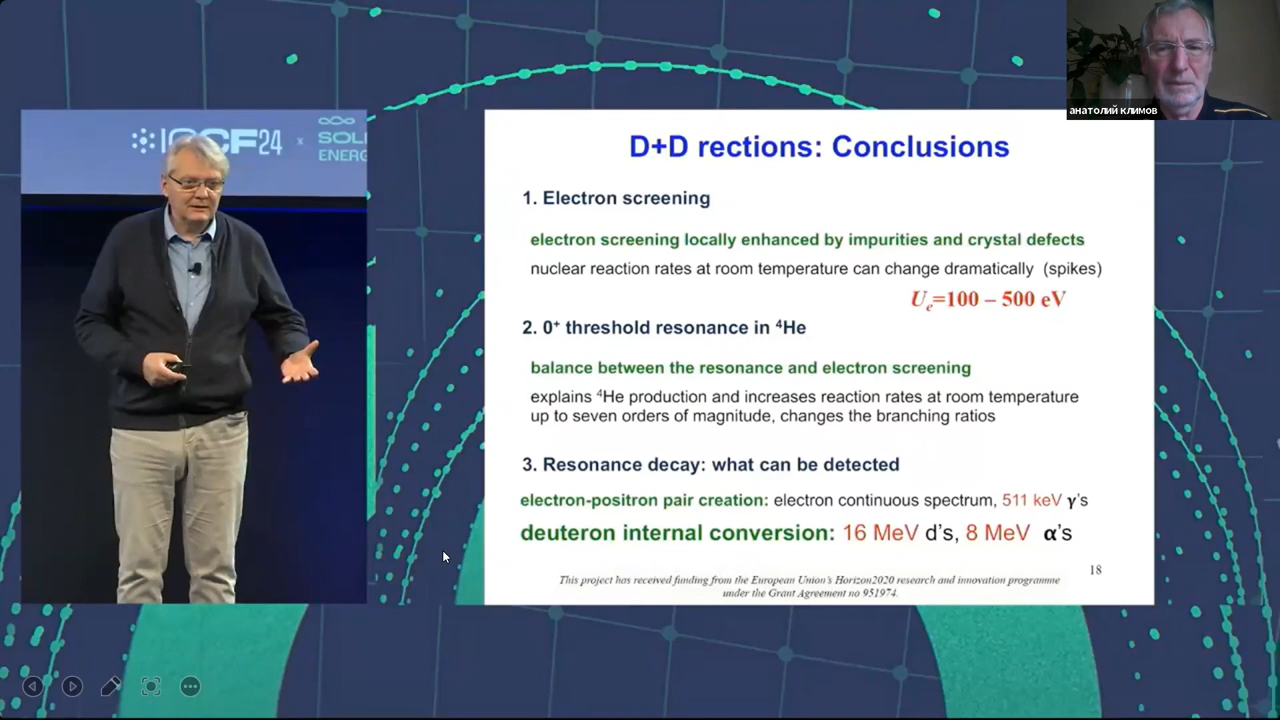 анатолий климов
24 x
ENERG
D+D rections: Conclusions
1. Electron screening
electron screening locally enhanced by impurities and crystal defects
nuclear reaction rates at room temperature can change dramatically (spikes)
Ue=100 – 500 eV
2. 0⁺ threshold resonance in ⁴He
balance between the resonance and electron screening
explains ⁴He production and increases reaction rates at room temperature
up to seven orders of magnitude, changes the branching ratios
3. Resonance decay: what can be detected
electron-positron pair creation: electron continuous spectrum, 511 keV γ's
deuteron internal conversion: 16 MeV d's, 8 MeV α's
18
This project has received funding from the European Union's Horizon2020 research and innovation programme
under the Grant Agreement no 951974.